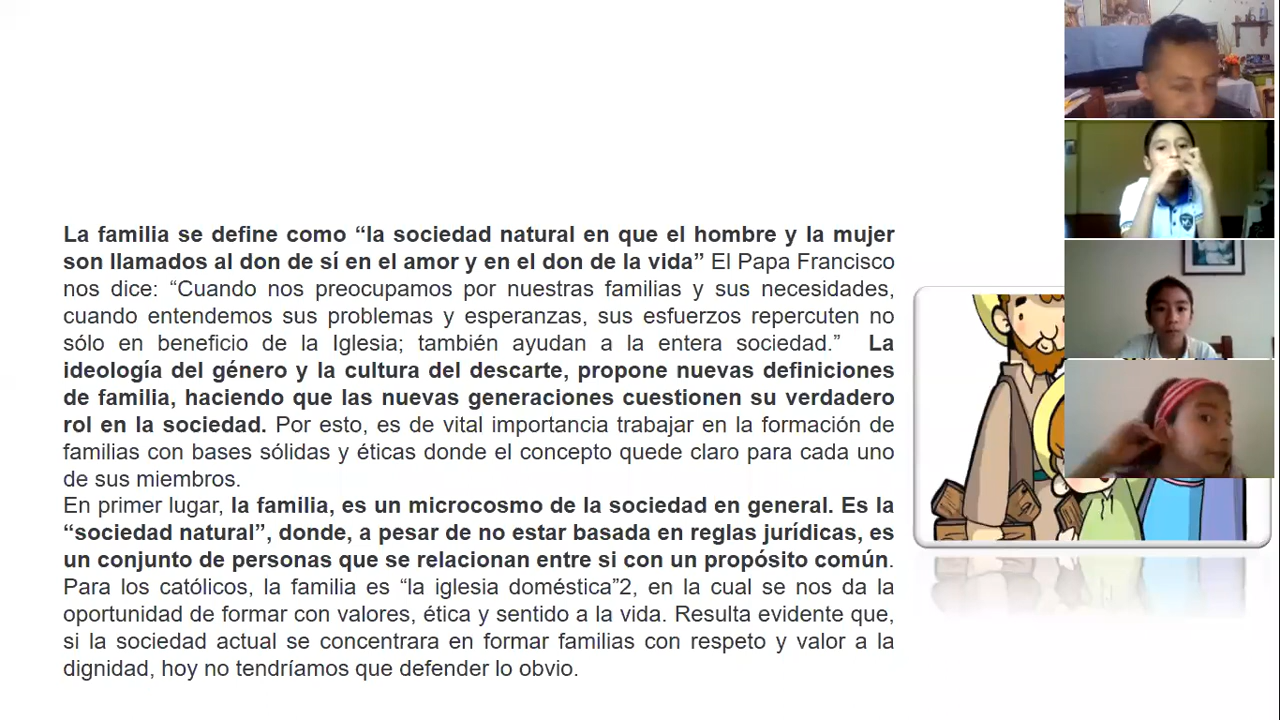 La familia se define como “la sociedad natural en que el hombre y la mujer
son llamados al don de sí en el amor y en el don de la vida” El Papa Francisco
nos dice: “Cuando nos preocupamos por nuestras familias y sus necesidades,
cuando entendemos sus problemas y esperanzas, sus esfuerzos repercuten no
sólo en beneficio de la Iglesia; también ayudan a la entera sociedad.” La
ideología del género y la cultura del descarte, propone nuevas definiciones
de familia, haciendo que las nuevas generaciones cuestionen su verdadero
rol en la sociedad. Por esto, es de vital importancia trabajar en la formación de
familias con bases sólidas y éticas donde el concepto quede claro para cada uno
de sus miembros.
En primer lugar, la familia, es un microcosmo de la sociedad en general. Es la
“sociedad natural”, donde, a pesar de no estar basada en reglas jurídicas, es
un conjunto de personas que se relacionan entre si con un propósito común.
Para los católicos, la familia es “la iglesia doméstica”2, en la cual se nos da la
oportunidad de formar con valores, ética y sentido a la vida. Resulta evidente que,
si la sociedad actual se concentrara en formar familias con respeto y valor a la
dignidad, hoy no tendríamos que defender lo obvio.